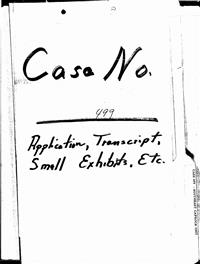 Case No.
499
Application, Transcript,
Small Exhibits, Etc.